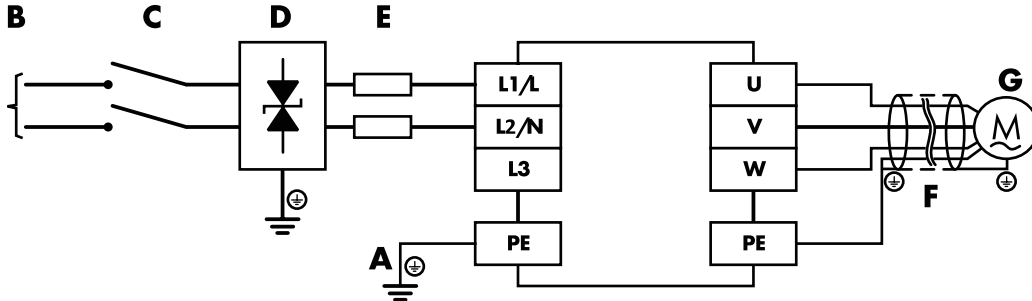 B C D E
G
L1/L U
L2/N V
L3 W
M
F
A PE PE